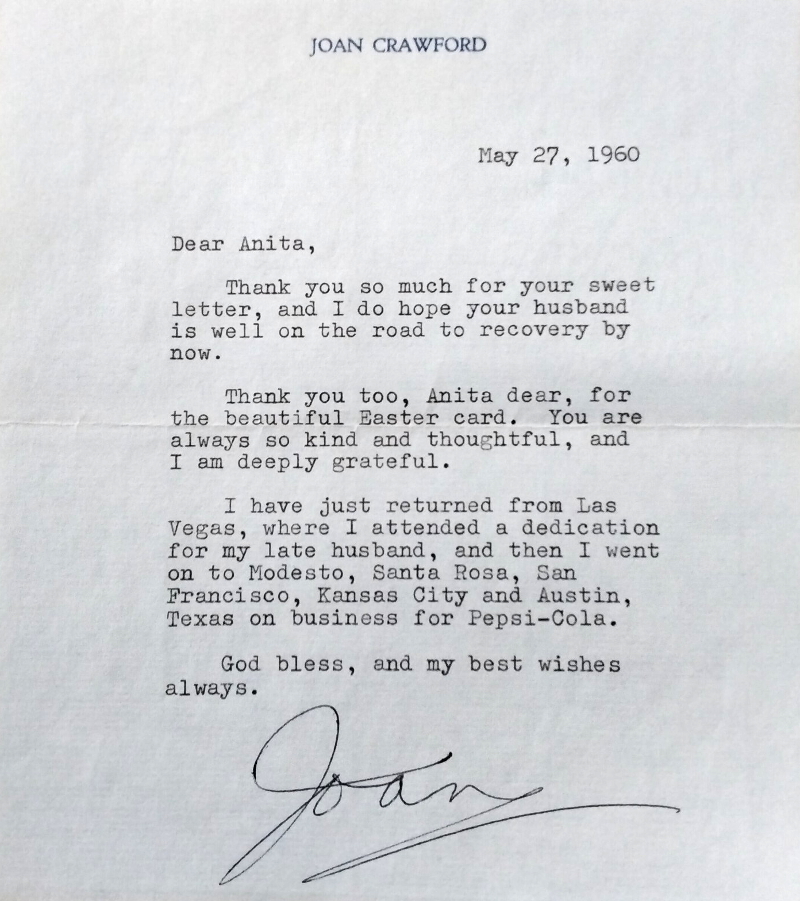 JOAN CRAWFORD
May 27, 1960
Dear Anita,
Thank you so much for your sweet
letter, and I do hope your husband
is well on the road to recovery by
now.
Thank you too, Anita dear, for
the beautiful Easter card. You are
always so kind and thoughtful, and
I am deeply grateful.
I have just returned from Las
Vegas, where I attended a dedication
for my late husband, and then I went
on to Modesto, Santa Rosa, San
Francisco, Kansas City and Austin,
Texas on business for Pepsi-Cola.
God bless, and my best wishes
always.
Joan